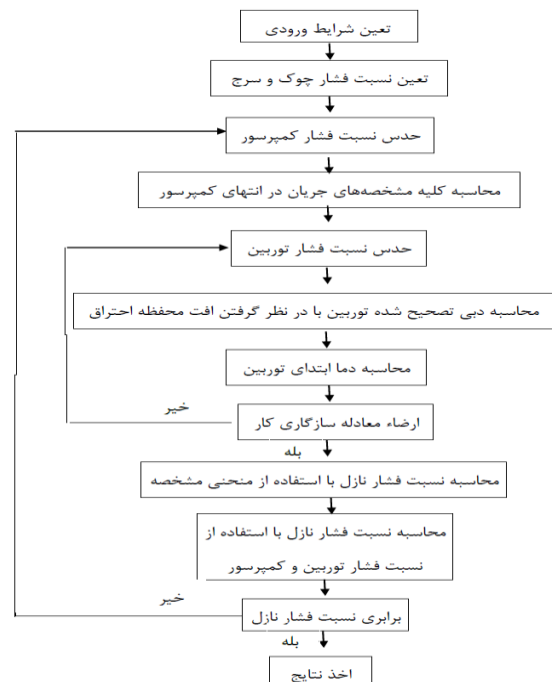 تعین شرایط ورودی
تعین نسبت فشار چوک و سرج
حدس نسبت فشار کمپرسور
محاسبه کلیه مشخصه‌های جریان در انتهای کمپرسور
حدس نسبت فشار توربین
محاسبه دبی تصحیح شده توربین با در نظر گرفتن افت محفظه احتراق
محاسبه دما ابتدای توربین
خیر
ارضاء معادله سازگاری کار
بله
محاسبه نسبت فشار نازل با استفاده از منحنی مشخصه
محاسبه نسبت فشار نازل با استفاده از
نسبت فشار توربین و کمپرسور
خیر
برابری نسبت فشار نازل
بله
اخذ نتایج